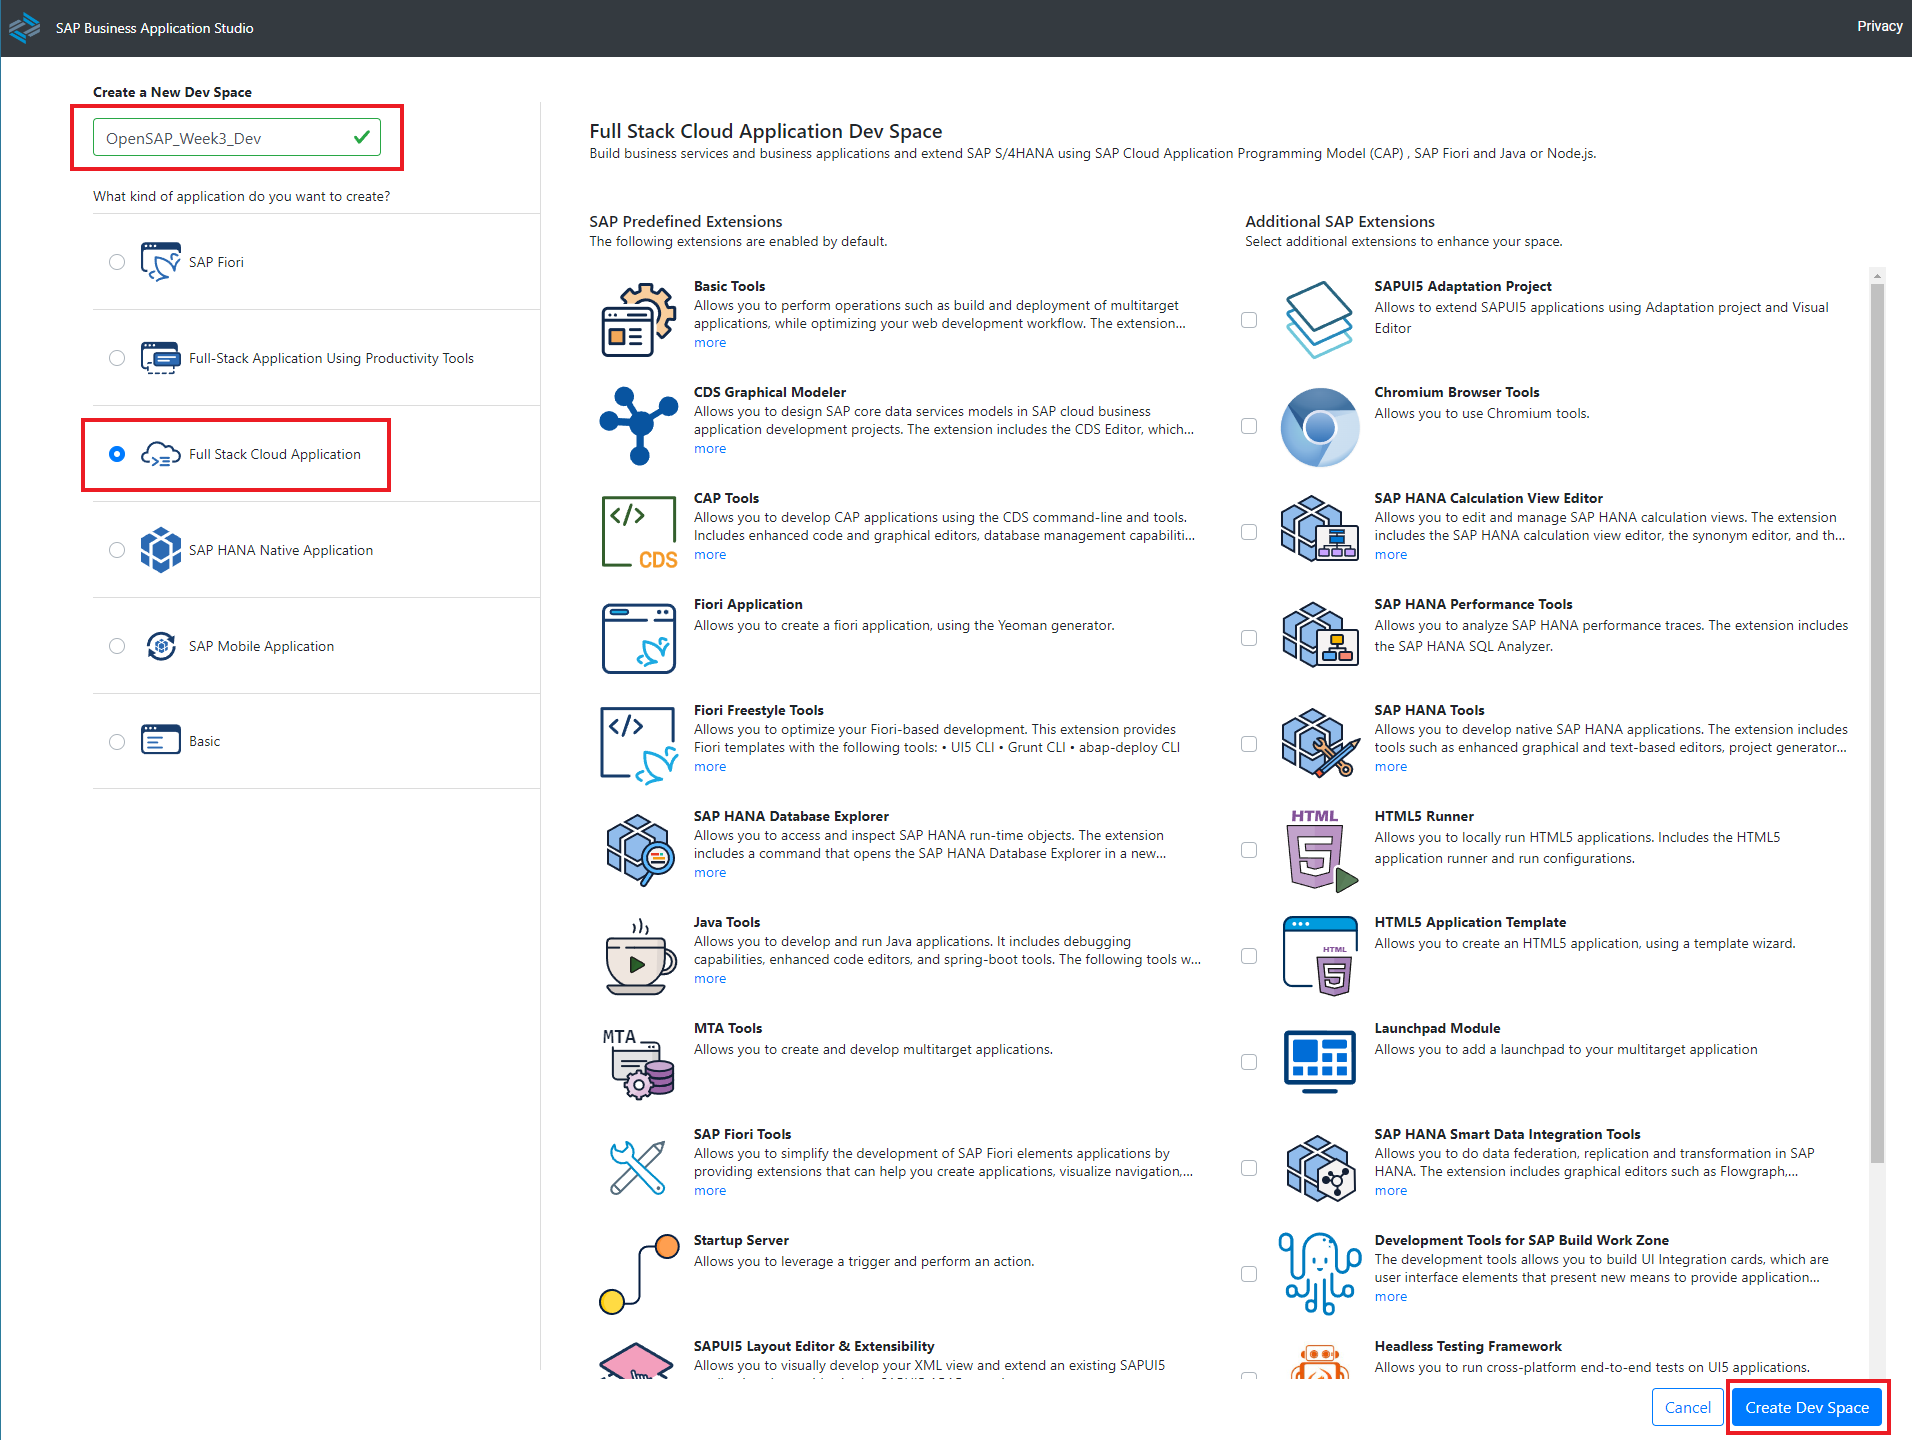 SAP Business Application Studio
Privacy
Create a New Dev Space
OpenSAP_Week3_Dev
What kind of application do you want to create?
SAP Fiori
Full-Stack Application Using Productivity Tools
Full Stack Cloud Application
SAP HANA Native Application
SAP Mobile Application
Basic
Full Stack Cloud Application Dev Space
Build business services and business applications and extend SAP S/4HANA using SAP Cloud Application Programming Model (CAP) , SAP Fiori and Java or Node.js.
SAP Predefined Extensions
The following extensions are enabled by default.
Basic Tools
Allows you to perform operations such as build and deployment of multitarget
applications, while optimizing your web development workflow. The extension...
more
CDS Graphical Modeler
Allows you to design SAP core data services models in SAP cloud business
application development projects. The extension includes the CDS Editor, which...
more
CDS
CAP Tools
Allows you to develop CAP applications using the CDS command-line and tools.
Includes enhanced code and graphical editors, database management capabiliti...
more
Fiori Application
Allows you to create a fiori application, using the Yeoman generator.
Fiori Freestyle Tools
Allows you to optimize your Fiori-based development. This extension provides
Fiori templates with the following tools: • UI5 CLI • Grunt CLI • abap-deploy CLI
more
SAP HANA Database Explorer
Allows you to access and inspect SAP HANA run-time objects. The extension
includes a command that opens the SAP HANA Database Explorer in a new...
more
Java Tools
Allows you to develop and run Java applications. It includes debugging
capabilities, enhanced code editors, and spring-boot tools. The following tools w...
more
MTA
MTA Tools
Allows you to create and develop multitarget applications.
SAP Fiori Tools
Allows you to simplify the development of SAP Fiori elements applications by
providing extensions that can help you create applications, visualize navigation,...
more
Startup Server
Allows you to leverage a trigger and perform an action.
SAPUI5 Layout Editor & Extensibility
Allows you to visually develop your XML view and extend an existing SAPUI5
Additional SAP Extensions
Select additional extensions to enhance your space.
SAPUI5 Adaptation Project
Allows to extend SAPUI5 applications using Adaptation project and Visual
Editor
Chromium Browser Tools
Allows you to use Chromium tools.
SAP HANA Calculation View Editor
Allows you to edit and manage SAP HANA calculation views. The extension
includes the SAP HANA calculation view editor, the synonym editor, and th...
more
SAP HANA Performance Tools
Allows you to analyze SAP HANA performance traces. The extension includes
the SAP HANA SQL Analyzer.
SAP HANA Tools
Allows you to develop native SAP HANA applications. The extension includes
tools such as enhanced graphical and text-based editors, project generator...
more
HTML
5
HTML5 Runner
Allows you to locally run HTML5 applications. Includes the HTML5
application runner and run configurations.
HTML
5
HTML5 Application Template
Allows you to create an HTML5 application, using a template wizard.
Launchpad Module
Allows you to add a launchpad to your multitarget application
SAP HANA Smart Data Integration Tools
Allows you to do data federation, replication and transformation in SAP
HANA. The extension includes graphical editors such as Flowgraph,...
more
Development Tools for SAP Build Work Zone
The development tools allows you to build UI Integration cards, which are
user interface elements that present new means to provide application...
more
Headless Testing Framework
Allows you to run cross-platform end-to-end tests on UI5 applications.
Cancel
Create Dev Space